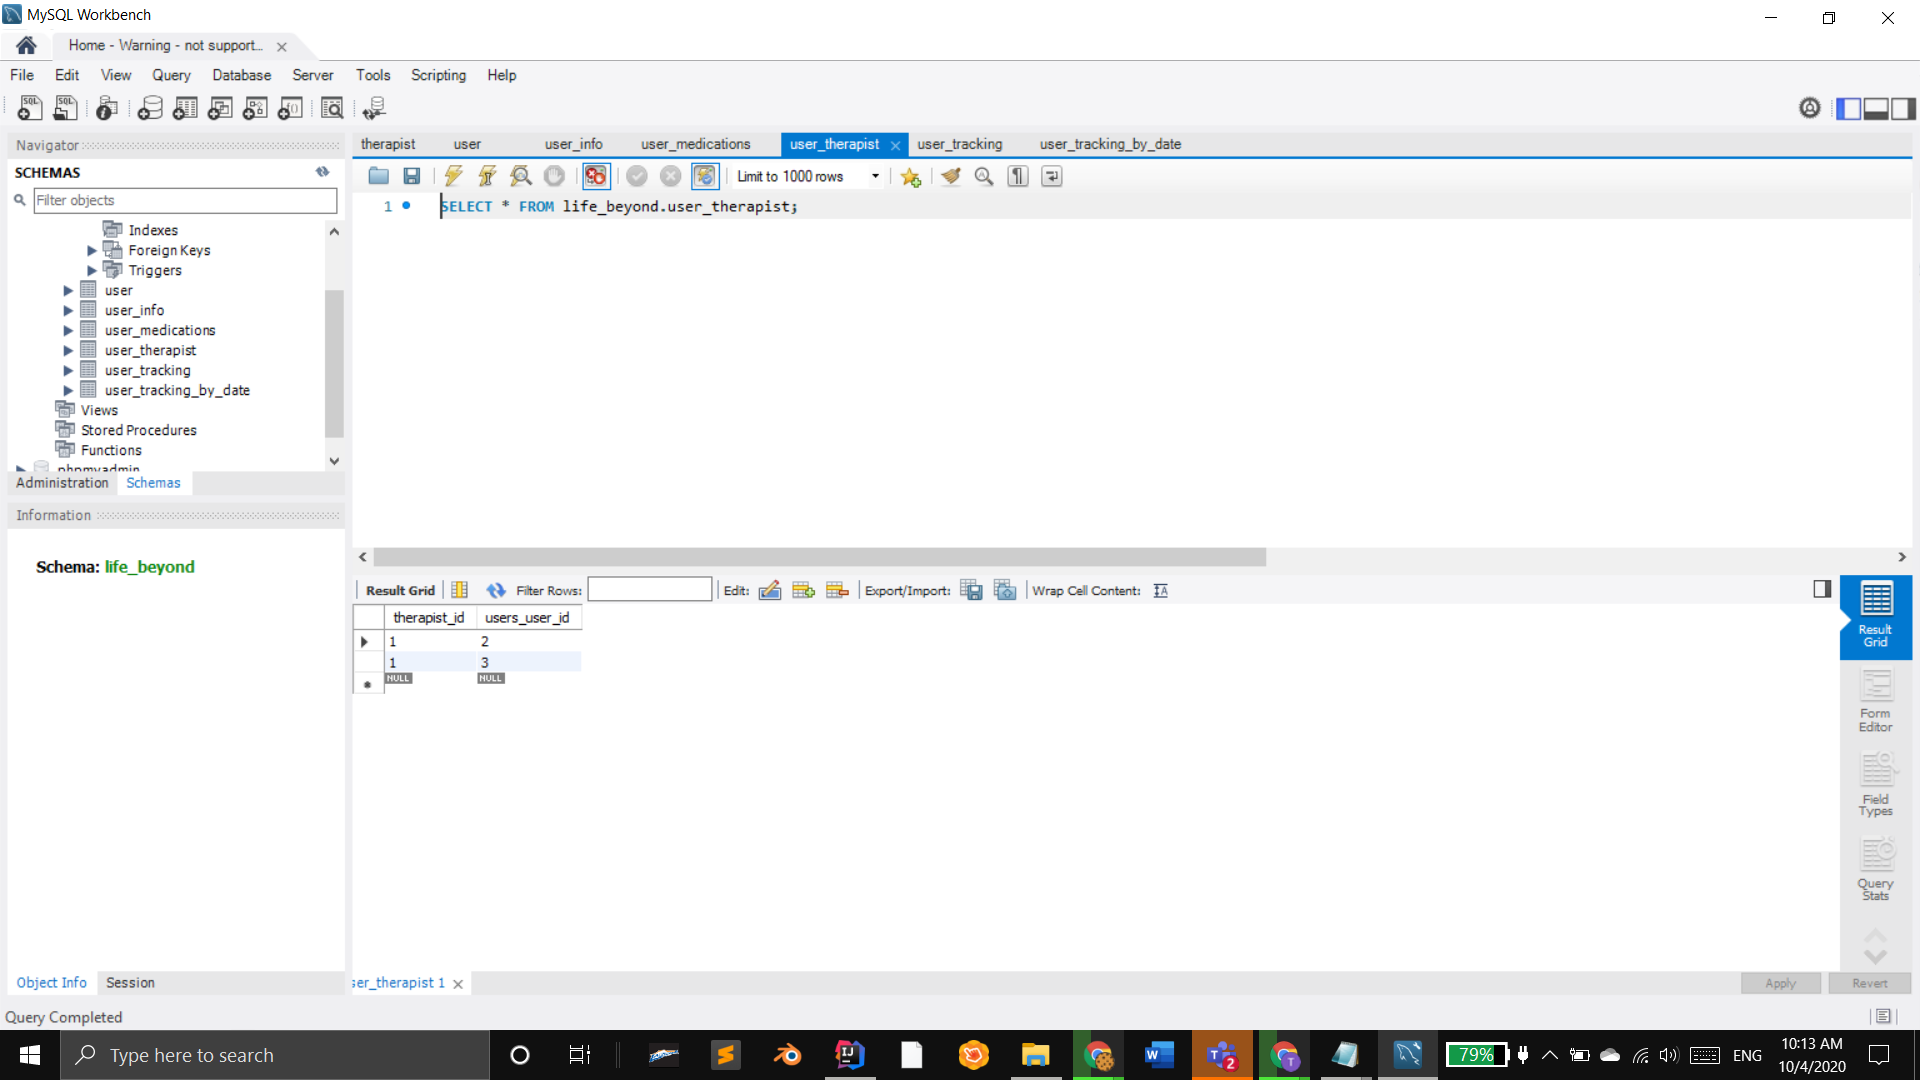 MySQL Workbench
Home - Warning - not support...
File Edit View Query Database Server Tools Scripting Help
Navigator
SCHEMAS
Filter objects
Indexes
Foreign Keys
Triggers
user
user_info
user_medications
user_therapist
user_tracking
user_tracking_by_date
Views
Stored Procedures
Functions
phpmyadmin
Administration Schemas
Information
Schema: life_beyond
Object Info Session
therapist user user_info user_medications user_therapist user_tracking user_tracking_by_date
Limit to 1000 rows
1 SELECT * FROM life_beyond.user_therapist;
Result Grid Filter Rows: Edit: Export/Import: Wrap Cell Content:
therapist_id users_user_id
1 2
1 3
NULL NULL
Result
Grid
Form
Editor
Field
Types
Query
Stats
ser_therapist 1
Apply Revert
Query Completed
Type here to search
79%
ENG
10:13 AM
10/4/2020